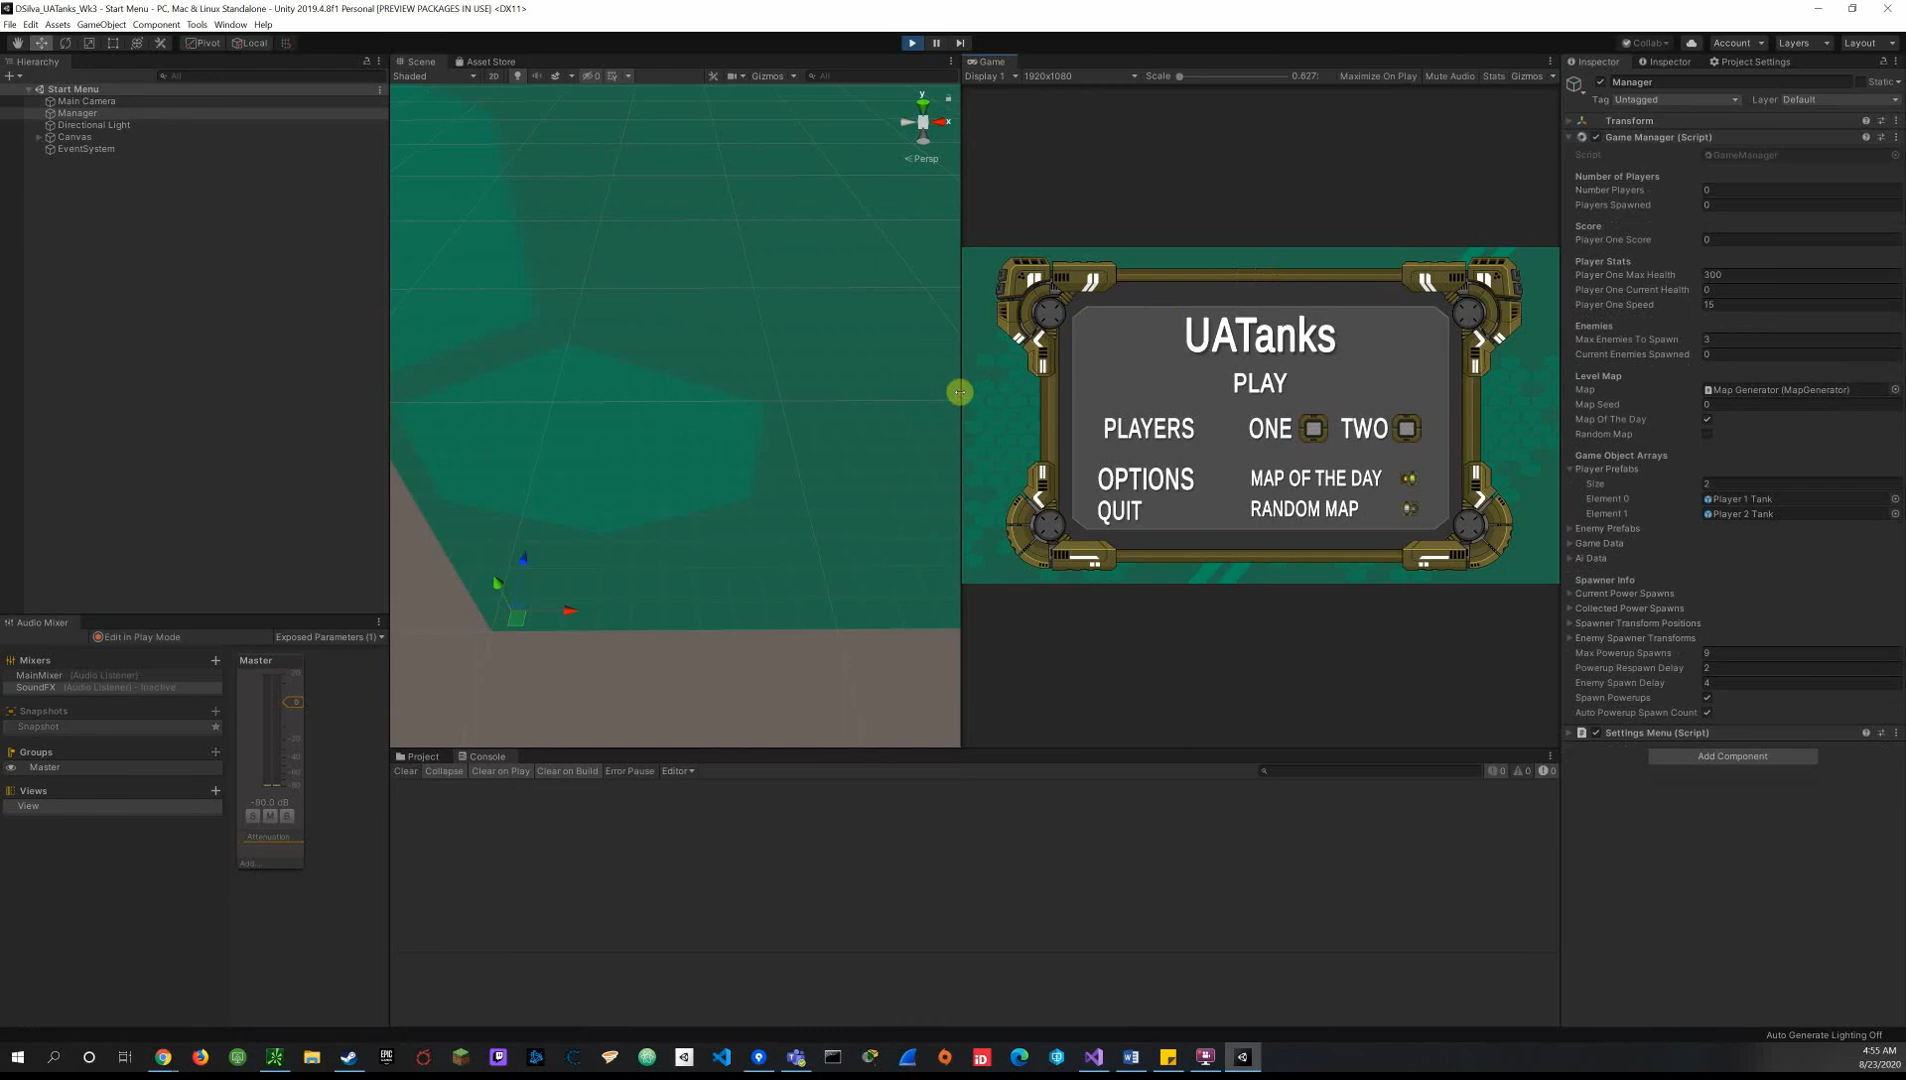 DSilva_UATanks_Wk3 - Start Menu - PC, Mac & Linux Standalone - Unity 2019.4.8f1 Personal [PREVIEW PACKAGES IN USE] <DX11>
File Edit Assets GameObject Component Tools Window Help
Pivot Local
Collab Account Layers Layout
Hierarchy
All
Start Menu
Main Camera
Manager
Directional Light
Canvas
EventSystem
Scene Asset Store
Shaded 2D 0 Gizmos All
y
x
Persp
Game
Display 1 1920x1080 Scale 0.627: Maximize On Play Mute Audio Stats Gizmos
UATanks
PLAY
PLAYERS ONE TWO
OPTIONS MAP OF THE DAY
QUIT RANDOM MAP
Inspector Inspector Project Settings
Manager Static
Tag Untagged Layer Default
Transform
Game Manager (Script)
Script GameManager
Number of Players
Number Players 0
Players Spawned 0
Score
Player One Score 0
Player Stats
Player One Max Health 300
Player One Current Health 0
Player One Speed 15
Enemies
Max Enemies To Spawn 3
Current Enemies Spawned 0
Level Map
Map Map Generator (MapGenerator)
Map Seed 0
Map Of The Day
Random Map
Game Object Arrays
Player Prefabs
Size 2
Element 0 Player 1 Tank
Element 1 Player 2 Tank
Enemy Prefabs
Game Data
Ai Data
Spawner Info
Current Power Spawns
Collected Power Spawns
Spawner Transform Positions
Enemy Spawner Transforms
Max Powerup Spawns 9
Powerup Respawn Delay 2
Enemy Spawn Delay 4
Spawn Powerups
Auto Powerup Spawn Count
Settings Menu (Script)
Add Component
Audio Mixer
Edit in Play Mode Exposed Parameters (1)
Mixers
MainMixer (Audio Listener)
SoundFX (Audio Listener) - Inactive
Snapshots
Snapshot
Groups
Master
Views
View
Master
20
0
-20
-40
-60
-80
-80.0 dB
S M B
Attenuation
Add...
Project Console
Clear Collapse Clear on Play Clear on Build Error Pause Editor 0 0 0
Auto Generate Lighting Off
EPIC
iD
4:55 AM
8/23/2020